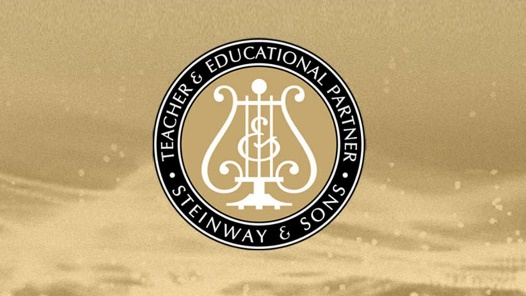 TEACHER & EDUCATIONAL PARTNER
&
STEINWAY & SONS